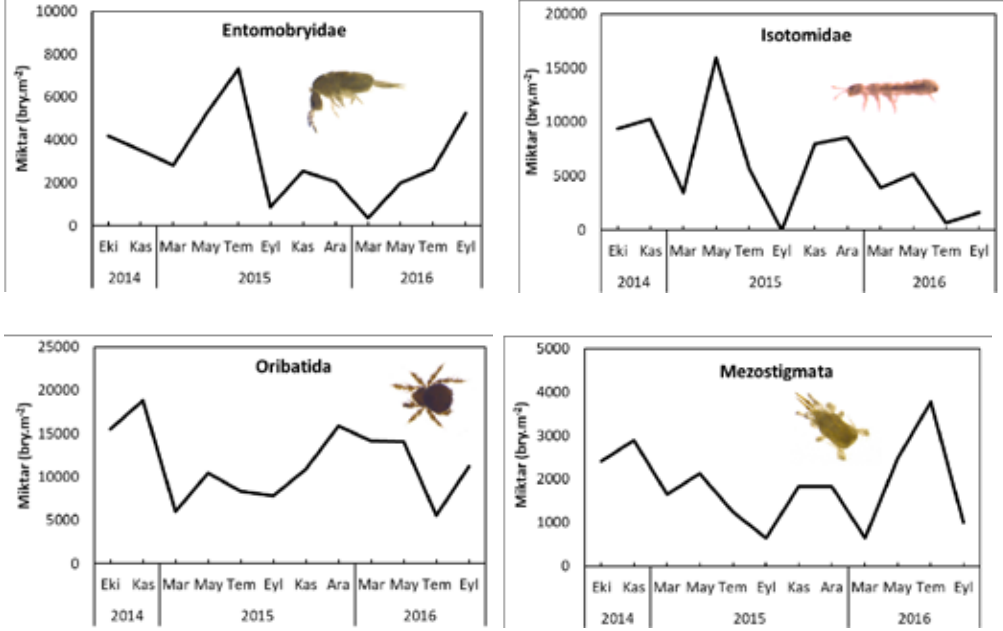 Entomobryidae
Miktar (bry.m⁻²)
10000
8000
6000
4000
2000
0
Eki Kas Mar May Tem Eyl Kas Ara Mar May Tem Eyl
2014 2015 2016
Isotomidae
Miktar (bry.m⁻²)
20000
15000
10000
5000
0
Eki Kas Mar May Tem Eyl Kas Ara Mar May Tem Eyl
2014 2015 2016
Oribatida
Miktar (bry.m⁻²)
25000
20000
15000
10000
5000
0
Eki Kas Mar May Tem Eyl Kas Ara Mar May Tem Eyl
2014 2015 2016
Mezostigmata
Miktar (bry.m⁻²)
5000
4000
3000
2000
1000
0
Eki Kas Mar May Tem Eyl Kas Ara Mar May Tem Eyl
2014 2015 2016